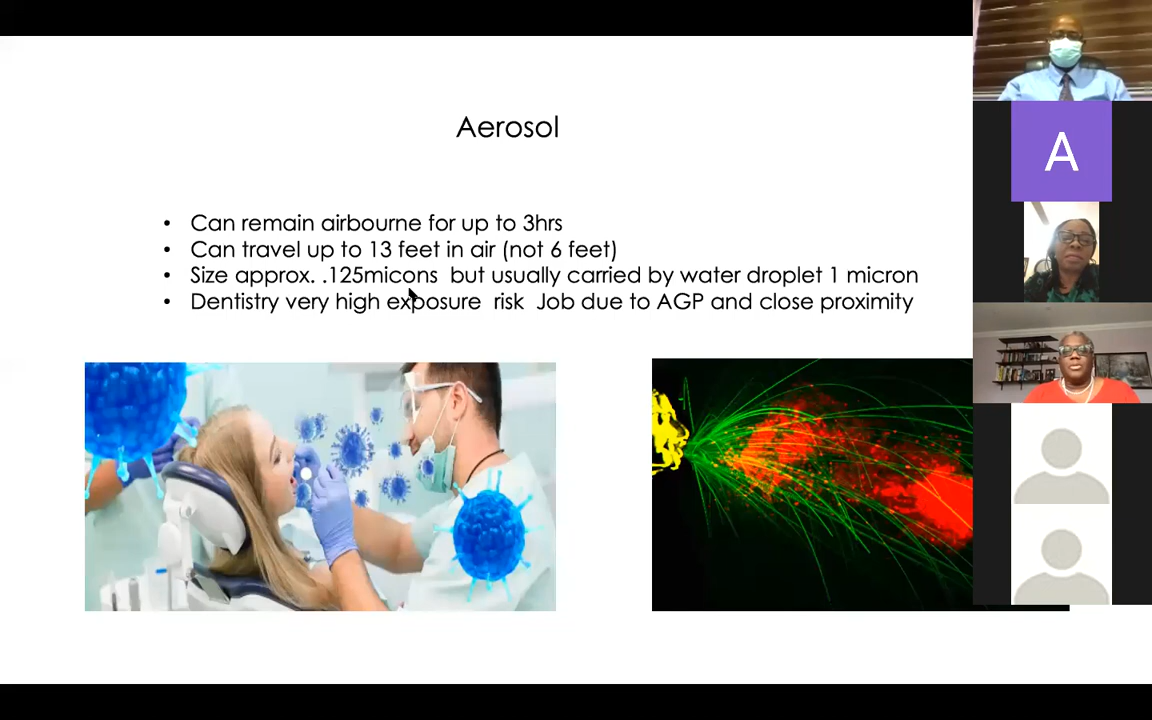 Aerosol
• Can remain airbourne for up to 3hrs
• Can travel up to 13 feet in air (not 6 feet)
• Size approx. .125micons but usually carried by water droplet 1 micron
• Dentistry very high exposure risk Job due to AGP and close proximity
A